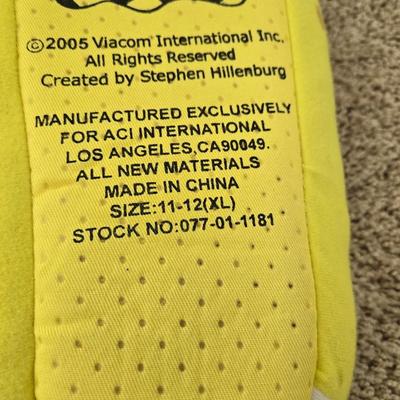 ©2005 Viacom International Inc.
All Rights Reserved
Created by Stephen Hillenburg
MANUFACTURED EXCLUSIVELY
FOR ACI INTERNATIONAL
LOS ANGELES,CA90049.
ALL NEW MATERIALS
MADE IN CHINA
SIZE:11-12(XL)
STOCK NO:077-01-1181